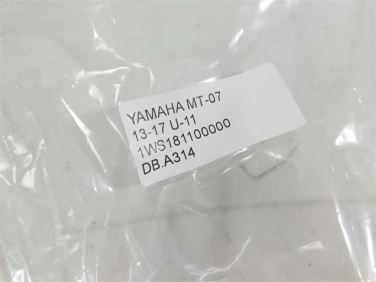 YAMAHA MT-07
13-17 U-11
1WS181100000
DB.A314